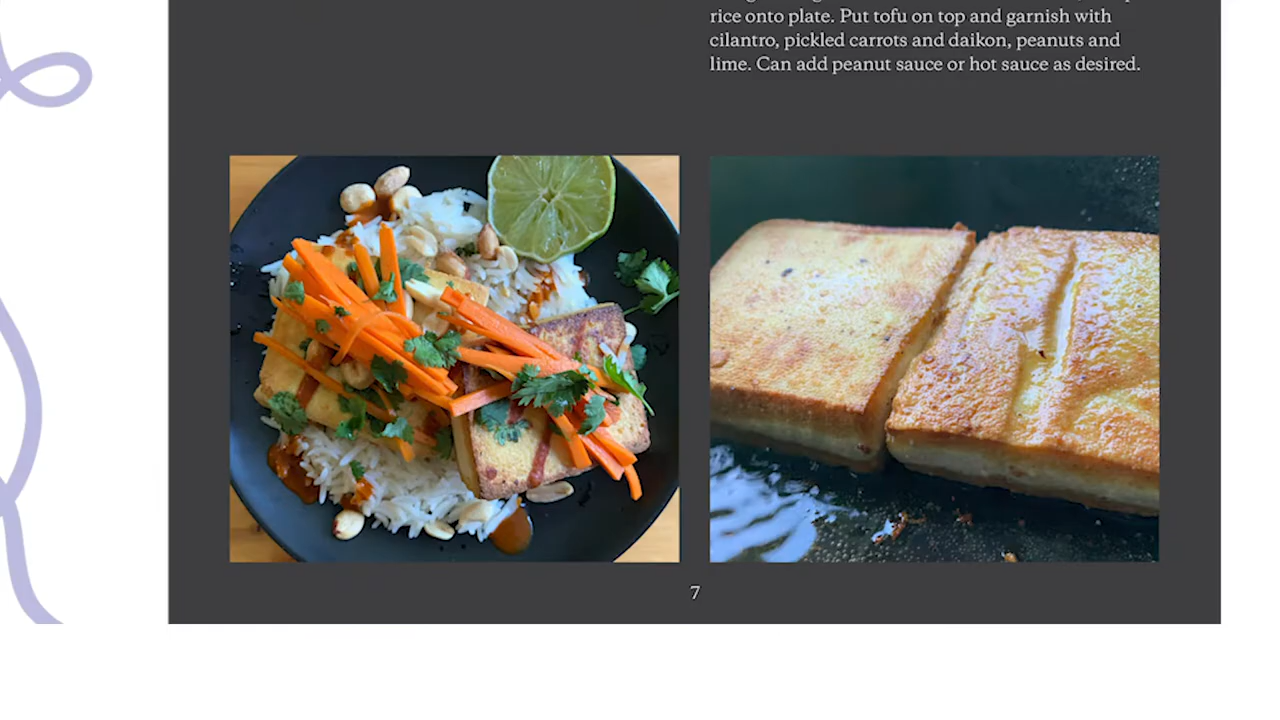 rice onto plate. Put tofu on top and garnish with
cilantro, pickled carrots and daikon, peanuts and
lime. Can add peanut sauce or hot sauce as desired.
7